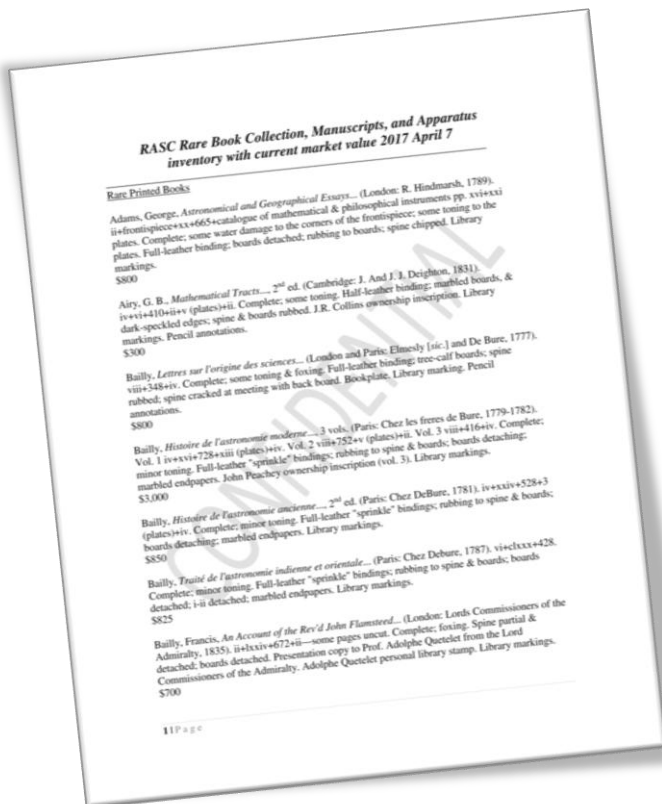 RASC Rare Book Collection, Manuscripts, and Apparatus
inventory with current market value 2017 April 7
Rare Printed Books
Adams, George, Astronomical and Geographical Essays... (London: R. Hindmarsh, 1789).
ii+frontispiece+xx+665+catalogue of mathematical & philosophical instruments pp. xvi+xxi
plates. Complete; some water damage to the corners of the frontispiece; some toning to the
plates. Full-leather binding; boards detached; rubbing to boards; spine chipped. Library
markings.
$800
Airy, G. B., Mathematical Tracts..., 2nd ed. (Cambridge: J. And J. J. Deighton, 1831).
iv+vi+410+ii+v (plates)+ii. Complete; some toning. Half-leather binding; marbled boards, &
dark-speckled edges; spine & boards rubbed. J.R. Collins ownership inscription. Library
markings. Pencil annotations.
$300
Bailly, Lettres sur l'origine des sciences... (London and Paris: Elmesly [sic.] and De Bure, 1777).
viii+348+iv. Complete; some toning & foxing. Full-leather binding; tree-calf boards; spine
rubbed; spine cracked at meeting with back board. Bookplate. Library marking. Pencil
annotations.
$800
Bailly, Histoire de l'astronomie moderne..., 3 vols. (Paris: Chez les freres de Bure, 1779-1782).
Vol. 1 iv+xvi+728+xiii (plates)+iv. Vol. 2 viii+752+v (plates)+ii. Vol. 3 viii+416+iv. Complete;
minor toning. Full-leather "sprinkle" bindings; rubbing to spine & boards; boards detaching;
marbled endpapers. John Peachey ownership inscription (vol. 3). Library markings.
$3,000
Bailly, Histoire de l'astronomie ancienne..., 2nd ed. (Paris: Chez DeBure, 1781). iv+xxiv+528+3
(plates)+iv. Complete; minor toning. Full-leather "sprinkle" bindings; rubbing to spine & boards;
boards detaching; marbled endpapers. Library markings.
$850
Bailly, Traité de l'astronomie indienne et orientale... (Paris: Chez Debure, 1787). vi+clxxx+428.
Complete; minor toning. Full-leather "sprinkle" bindings; rubbing to spine & boards; boards
detached; i-ii detached; marbled endpapers. Library markings.
$825
Bailly, Francis, An Account of the Rev'd John Flamsteed... (London: Lords Commissioners of the
Admiralty, 1835). ii+lxxiv+672+ii—some pages uncut. Complete; foxing. Spine partial &
detached; boards detached. Presentation copy to Prof. Adolphe Quetelet from the Lord
Commissioners of the Admiralty. Adolphe Quetelet personal library stamp. Library markings.
$700
1|Page
CONFIDENTIAL